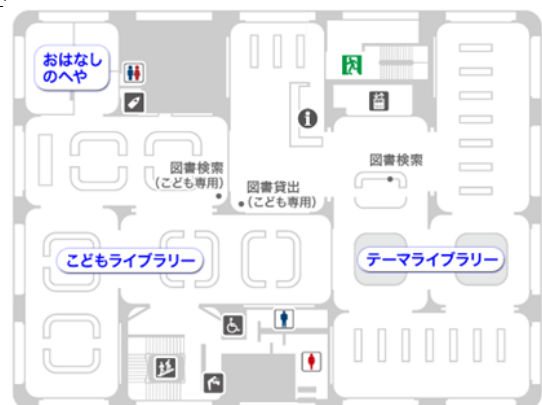 おはなし
のへや
図書検索
(こども専用)
図書貸出
(こども専用)
図書検索
こどもライブラリー
テーマライブラリー